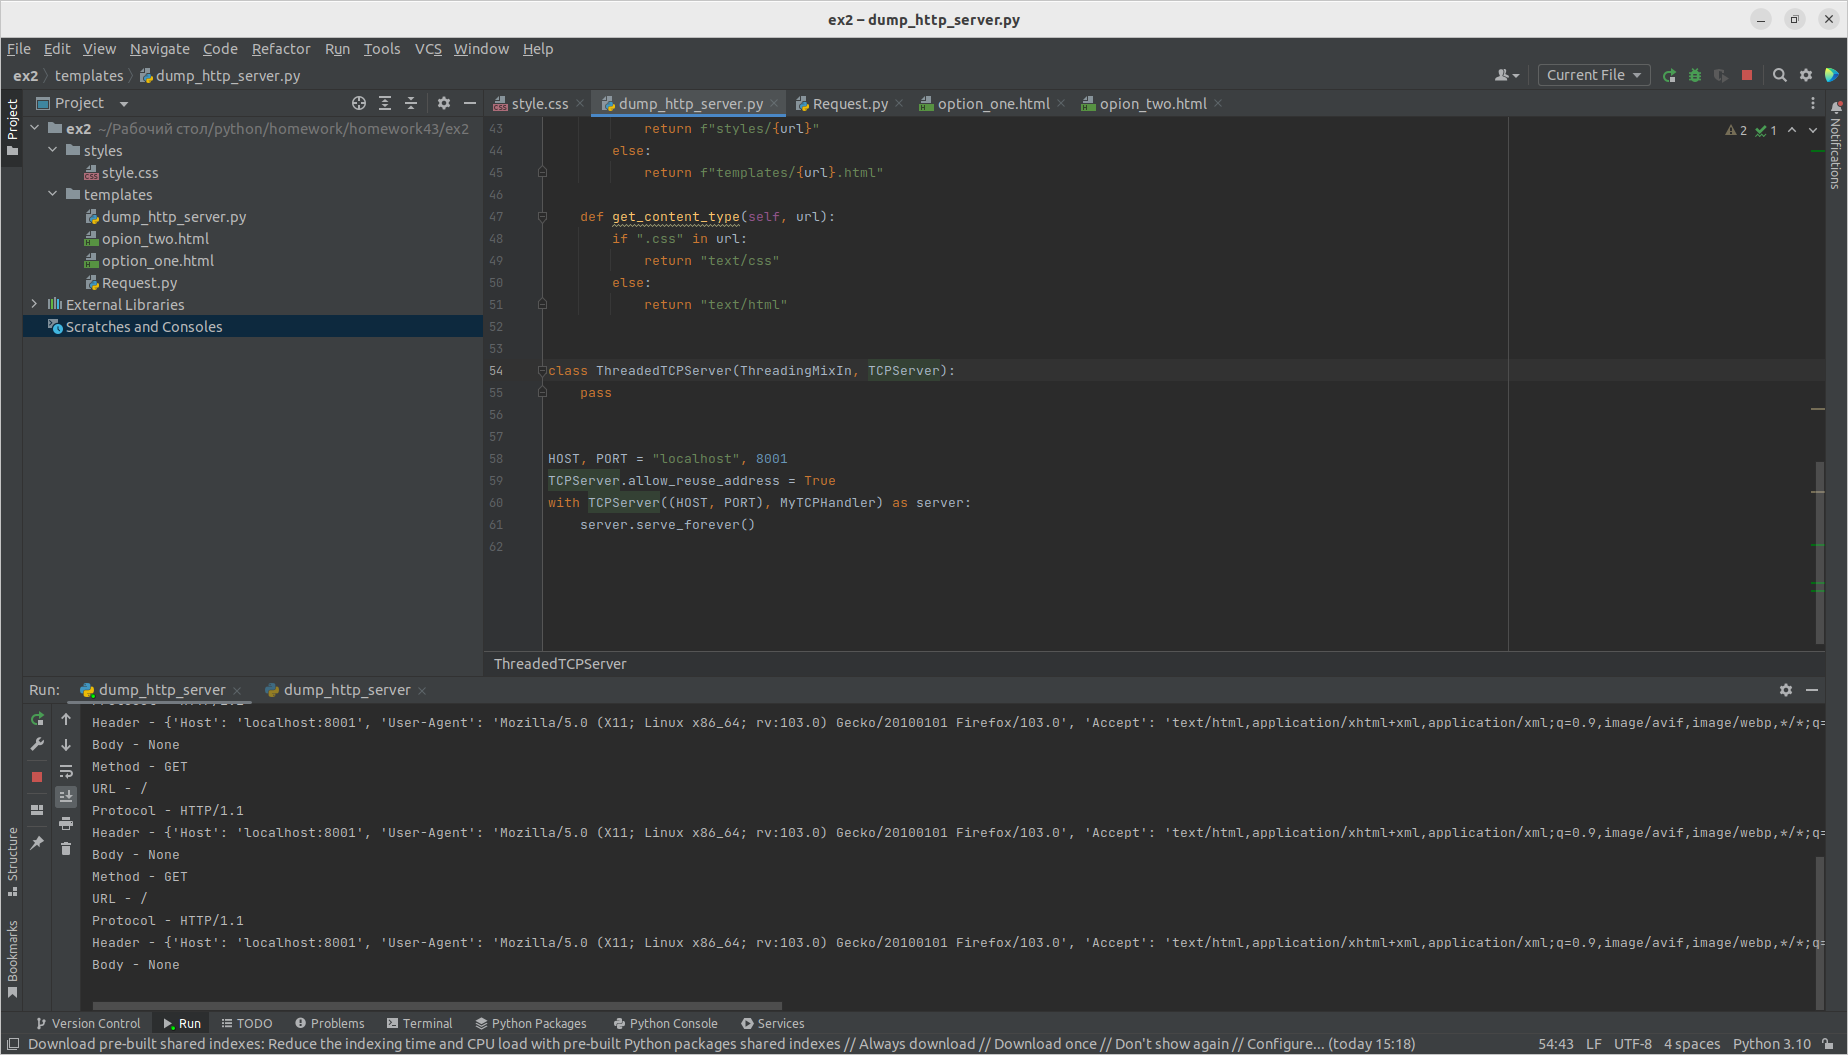 ex2 – dump_http_server.py
File Edit View Navigate Code Refactor Run Tools VCS Window Help
ex2 templates dump_http_server.py
Current File
Project
Project
style.css dump_http_server.py Request.py option_one.html opion_two.html
Notifications
ex2 ~/Рабочий стол/python/homework/homework43/ex2
styles
style.css
templates
dump_http_server.py
opion_two.html
option_one.html
Request.py
External Libraries
Scratches and Consoles
2 1
43 return f"styles/{url}"
44 else:
45 return f"templates/{url}.html"
46
47 def get_content_type(self, url):
48 if ".css" in url:
49 return "text/css"
50 else:
51 return "text/html"
52
53
54 class ThreadedTCPServer(ThreadingMixIn, TCPServer):
55 pass
56
57
58 HOST, PORT = "localhost", 8001
59 TCPServer.allow_reuse_address = True
60 with TCPServer((HOST, PORT), MyTCPHandler) as server:
61 server.serve_forever()
62
ThreadedTCPServer
Run: dump_http_server dump_http_server
Header - {'Host': 'localhost:8001', 'User-Agent': 'Mozilla/5.0 (X11; Linux x86_64; rv:103.0) Gecko/20100101 Firefox/103.0', 'Accept': 'text/html,application/xhtml+xml,application/xml;q=0.9,image/avif,image/webp,*/*;q=
Body - None
Method - GET
URL - /
Protocol - HTTP/1.1
Header - {'Host': 'localhost:8001', 'User-Agent': 'Mozilla/5.0 (X11; Linux x86_64; rv:103.0) Gecko/20100101 Firefox/103.0', 'Accept': 'text/html,application/xhtml+xml,application/xml;q=0.9,image/avif,image/webp,*/*;q=
Body - None
Method - GET
URL - /
Protocol - HTTP/1.1
Header - {'Host': 'localhost:8001', 'User-Agent': 'Mozilla/5.0 (X11; Linux x86_64; rv:103.0) Gecko/20100101 Firefox/103.0', 'Accept': 'text/html,application/xhtml+xml,application/xml;q=0.9,image/avif,image/webp,*/*;q=
Body - None
Structure
Bookmarks
Version Control Run TODO Problems Terminal Python Packages Python Console Services
Download pre-built shared indexes: Reduce the indexing time and CPU load with pre-built Python packages shared indexes // Always download // Download once // Don't show again // Configure... (today 15:18) 54:43 LF UTF-8 4 spaces Python 3.10